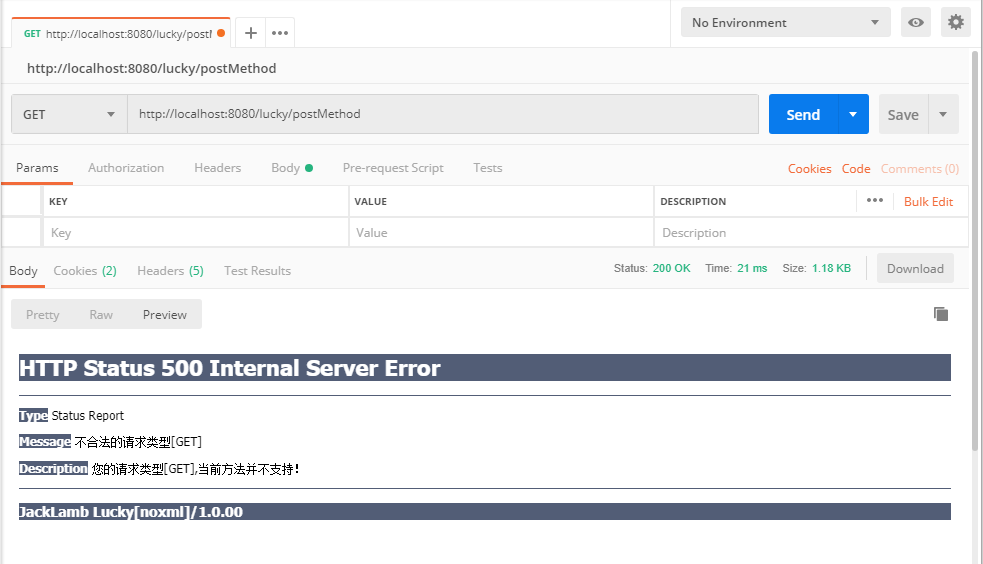 GET http://localhost:8080/lucky/postM
No Environment
http://localhost:8080/lucky/postMethod
GET http://localhost:8080/lucky/postMethod Send Save
Params Authorization Headers Body Pre-request Script Tests Cookies Code Comments (0)
KEY VALUE DESCRIPTION Bulk Edit
Key Value Description
Body Cookies (2) Headers (5) Test Results Status: 200 OK Time: 21 ms Size: 1.18 KB Download
Pretty Raw Preview
HTTP Status 500 Internal Server Error
Type Status Report
Message 不合法的请求类型[GET]
Description 您的请求类型[GET],当前方法并不支持!
JackLamb Lucky[noxml]/1.0.00